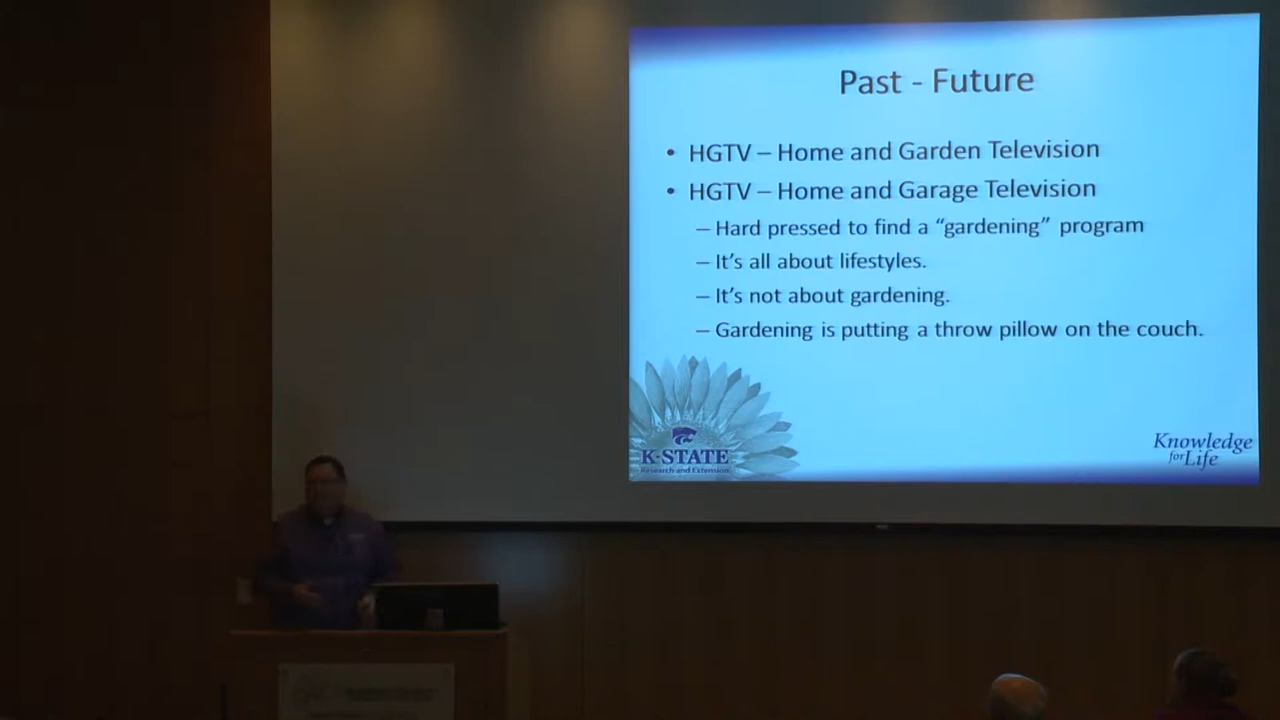 Past - Future
• HGTV – Home and Garden Television
• HGTV – Home and Garage Television
– Hard pressed to find a “gardening” program
– It’s all about lifestyles.
– It’s not about gardening.
– Gardening is putting a throw pillow on the couch.
K-STATE
Research and Extension
Knowledge
for Life